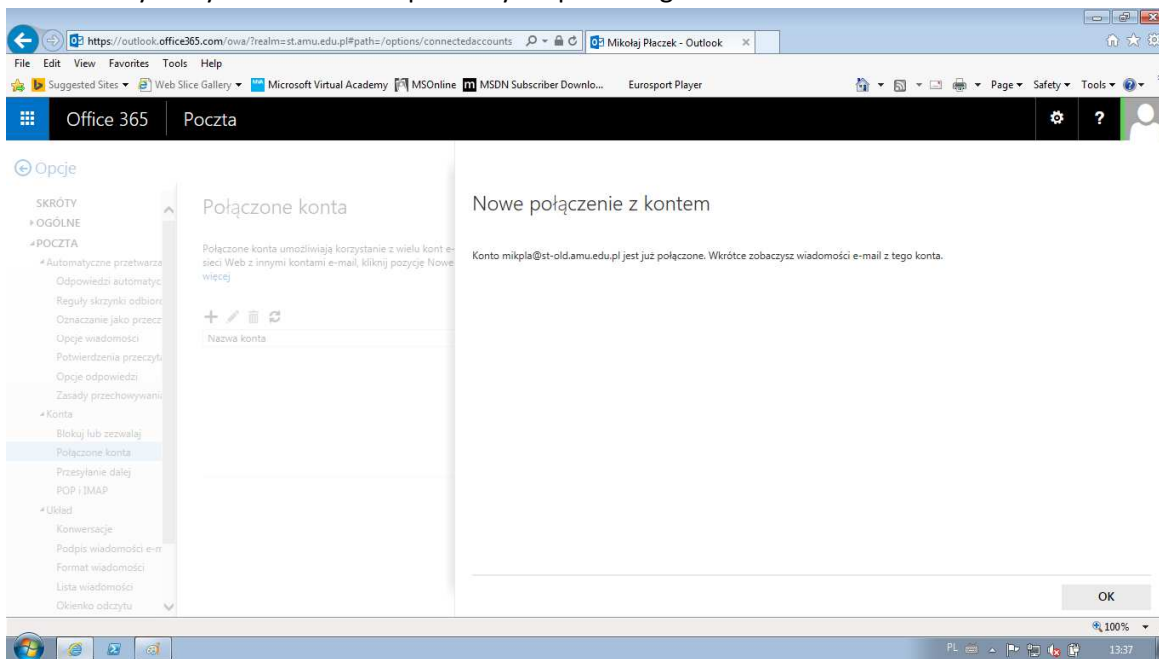 https://outlook.office365.com/owa/?realm=st.amu.edu.pl#path=/options/connectedaccounts
Mikołaj Płaczek - Outlook
File Edit View Favorites Tools Help
Suggested Sites Web Slice Gallery Microsoft Virtual Academy MSOnline MSDN Subscriber Downlo... Eurosport Player Page Safety Tools
Office 365 Poczta ?
Opcje
SKRÓTY
OGÓLNE
POCZTA
Automatyczne przetwarza
Odpowiedzi automatyc
Reguły skrzynki odbiorc
Oznaczanie jako przecz
Opcje wiadomości
Potwierdzenia przeczyta
Opcje odpowiedzi
Zasady przechowywania
Konta
Blokuj lub zezwalaj
Połączone konta
Przesyłanie dalej
POP i IMAP
Układ
Konwersacje
Podpis wiadomości e-m
Format wiadomości
Lista wiadomości
Okienko odczytu
Połączone konta
Połączone konta umożliwiają korzystanie z wielu kont e-
sieci Web z innymi kontami e-mail, kliknij pozycję Nowe
więcej
Nazwa konta
Nowe połączenie z kontem
Konto mikpla@st-old.amu.edu.pl jest już połączone. Wkrótce zobaczysz wiadomości e-mail z tego konta.
OK
100%
PL 13:37